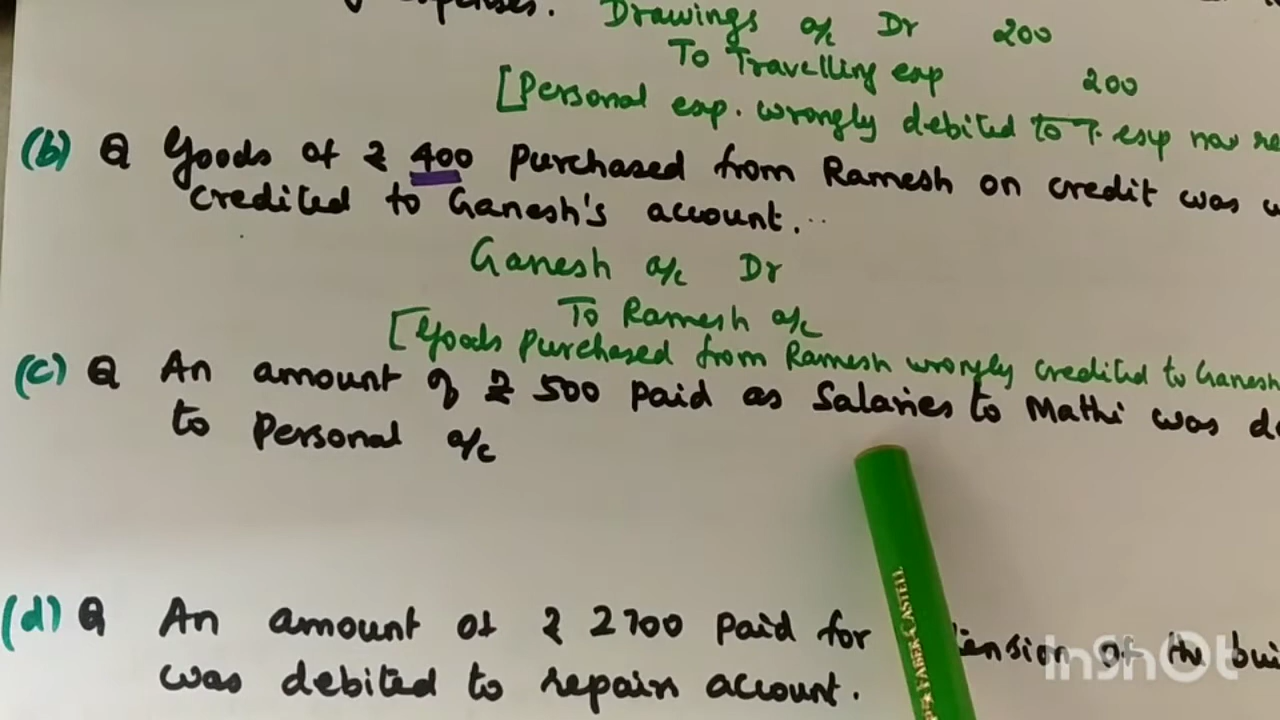 expenses.
Drawings a/c Dr 200
To Travelling exp 200
[Personal exp. wrongly debited to T. exp now
(b) Q Goods of ₹ 400 purchased from Ramesh on credit was
credited to Ganesh's account.
Ganesh a/c Dr
To Ramesh a/c
[Goods purchased from Ramesh wrongly credited to Ganesh
(c) Q An amount of ₹ 500 paid as Salaries to Mathi was
to Personal a/c
(d) Q An amount of ₹ 2700 paid for of the
was debited to repair account.
InShOt